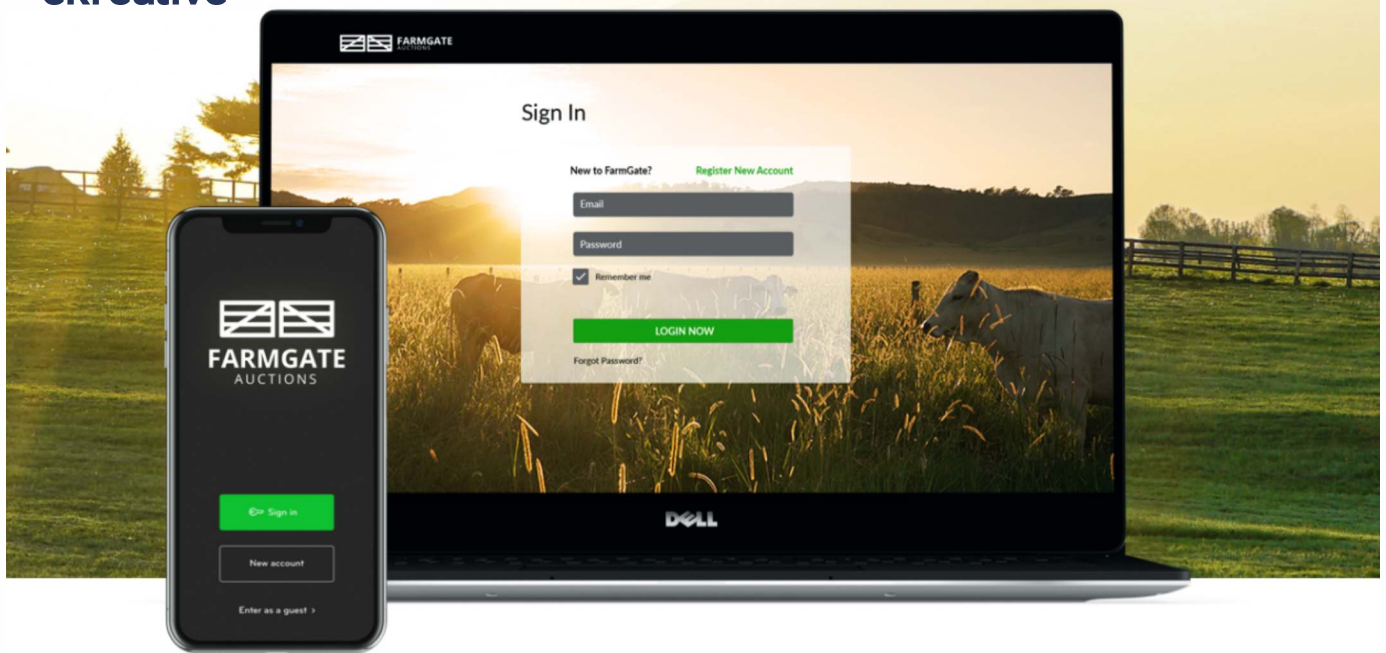 eKreative
FARMGATE
AUCTIONS
Sign In
New to FarmGate? Register New Account
Email
Password
Remember me
LOGIN NOW
Forgot Password?
DELL
FARMGATE
AUCTIONS
Sign in
New account
Enter as a guest >